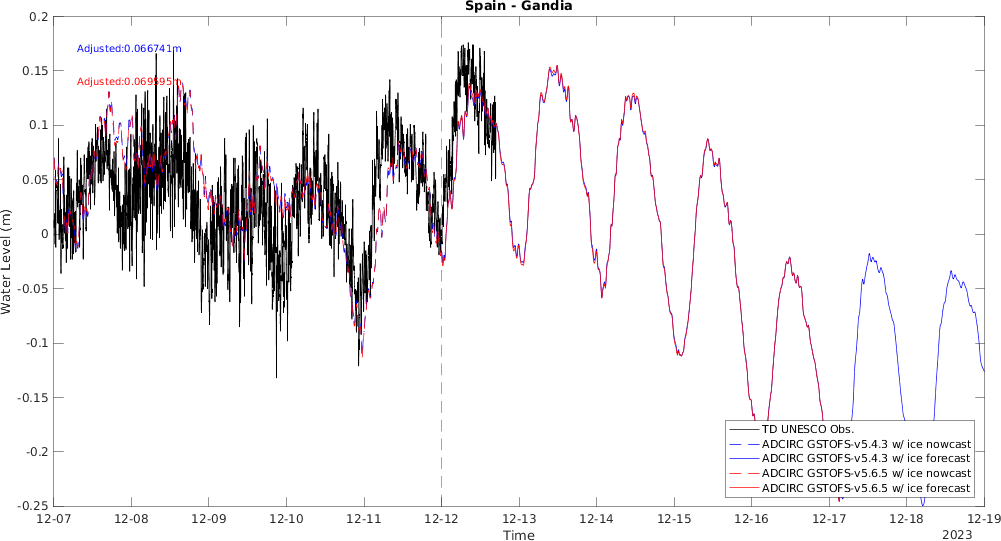 Spain - Gandia
Adjusted:0.066741m
Adjusted:0.069595m
0.2
0.15
0.1
0.05
0
-0.05
-0.1
-0.15
-0.2
-0.25
Water Level (m)
TD UNESCO Obs.
ADCIRC GSTOFS-v5.4.3 w/ ice nowcast
ADCIRC GSTOFS-v5.4.3 w/ ice forecast
ADCIRC GSTOFS-v5.6.5 w/ ice nowcast
ADCIRC GSTOFS-v5.6.5 w/ ice forecast
12-07 12-08 12-09 12-10 12-11 12-12 12-13 12-14 12-15 12-16 12-17 12-18 12-19
Time
2023